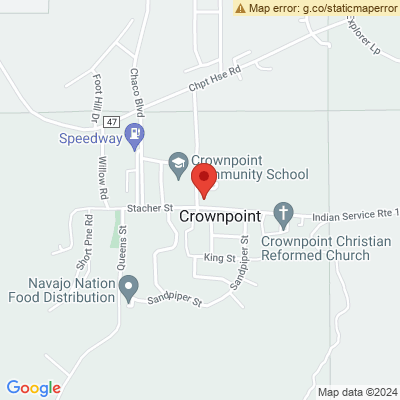 Map error: g.co/staticmaperror
Explorer Lp
Chpt Hse Rd
Foot Hill Dr
Chaco Blvd
47
Speedway
Willow Rd
Crownpoint
mmunity School
Stacher St
Crownpoint
Indian Service Rte 1
Short Pne Rd
Queens St
Crownpoint Christian
Reformed Church
King St
Sandpiper St
Navajo Nation
Food Distribution
Sandpiper St
Google
Map data ©2024